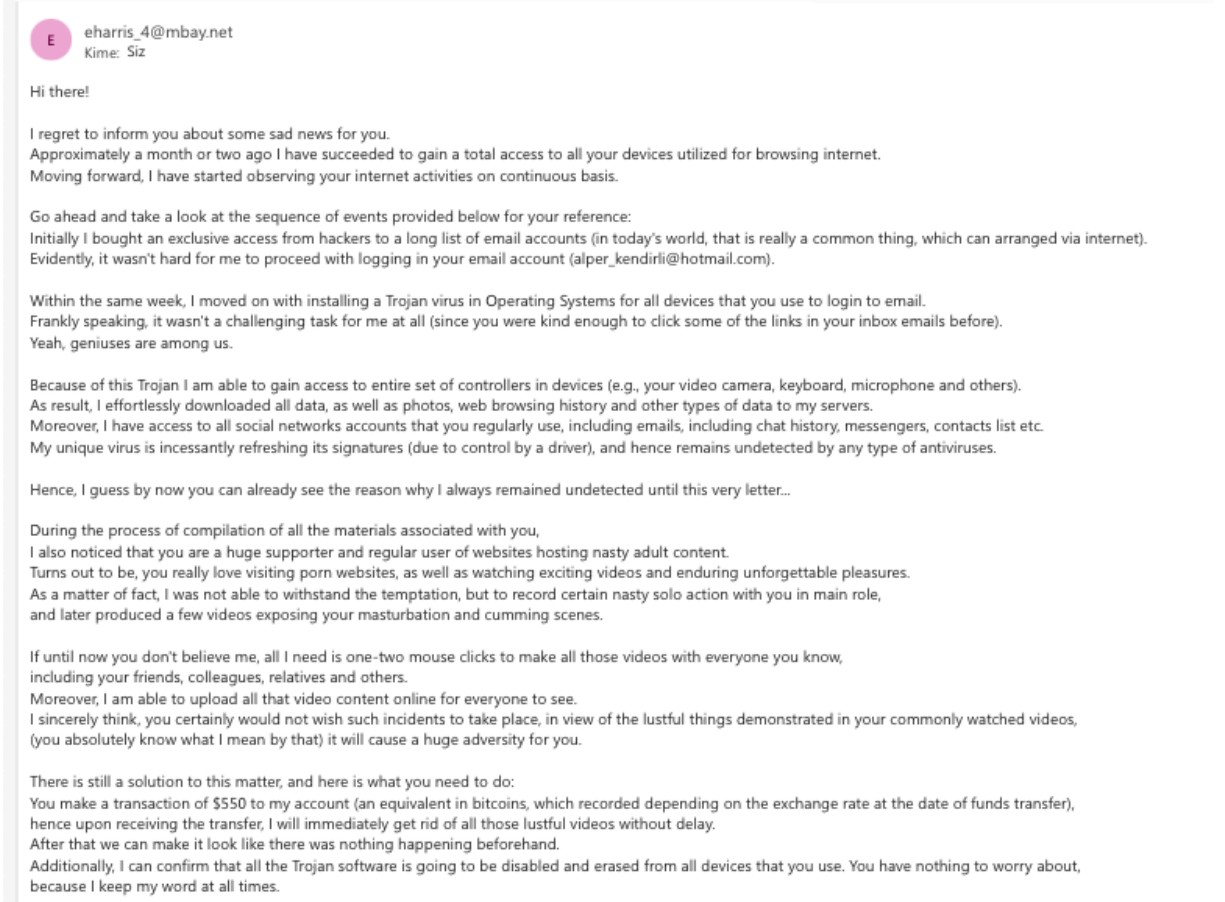 E
eharris_4@mbay.net
Kime: Siz
Hi there!
I regret to inform you about some sad news for you.
Approximately a month or two ago I have succeeded to gain a total access to all your devices utilized for browsing internet.
Moving forward, I have started observing your internet activities on continuous basis.
Go ahead and take a look at the sequence of events provided below for your reference:
Initially I bought an exclusive access from hackers to a long list of email accounts (in today's world, that is really a common thing, which can arranged via internet).
Evidently, it wasn't hard for me to proceed with logging in your email account (alper_kendirli@hotmail.com).
Within the same week, I moved on with installing a Trojan virus in Operating Systems for all devices that you use to login to email.
Frankly speaking, it wasn't a challenging task for me at all (since you were kind enough to click some of the links in your inbox emails before).
Yeah, geniuses are among us.
Because of this Trojan I am able to gain access to entire set of controllers in devices (e.g., your video camera, keyboard, microphone and others).
As result, I effortlessly downloaded all data, as well as photos, web browsing history and other types of data to my servers.
Moreover, I have access to all social networks accounts that you regularly use, including emails, including chat history, messengers, contacts list etc.
My unique virus is incessantly refreshing its signatures (due to control by a driver), and hence remains undetected by any type of antiviruses.
Hence, I guess by now you can already see the reason why I always remained undetected until this very letter...
During the process of compilation of all the materials associated with you,
I also noticed that you are a huge supporter and regular user of websites hosting nasty adult content.
Turns out to be, you really love visiting porn websites, as well as watching exciting videos and enduring unforgettable pleasures.
As a matter of fact, I was not able to withstand the temptation, but to record certain nasty solo action with you in main role,
and later produced a few videos exposing your masturbation and cumming scenes.
If until now you don't believe me, all I need is one-two mouse clicks to make all those videos with everyone you know,
including your friends, colleagues, relatives and others.
Moreover, I am able to upload all that video content online for everyone to see.
I sincerely think, you certainly would not wish such incidents to take place, in view of the lustful things demonstrated in your commonly watched videos,
(you absolutely know what I mean by that) it will cause a huge adversity for you.
There is still a solution to this matter, and here is what you need to do:
You make a transaction of $550 to my account (an equivalent in bitcoins, which recorded depending on the exchange rate at the date of funds transfer),
hence upon receiving the transfer, I will immediately get rid of all those lustful videos without delay.
After that we can make it look like there was nothing happening beforehand.
Additionally, I can confirm that all the Trojan software is going to be disabled and erased from all devices that you use. You have nothing to worry about,
because I keep my word at all times.